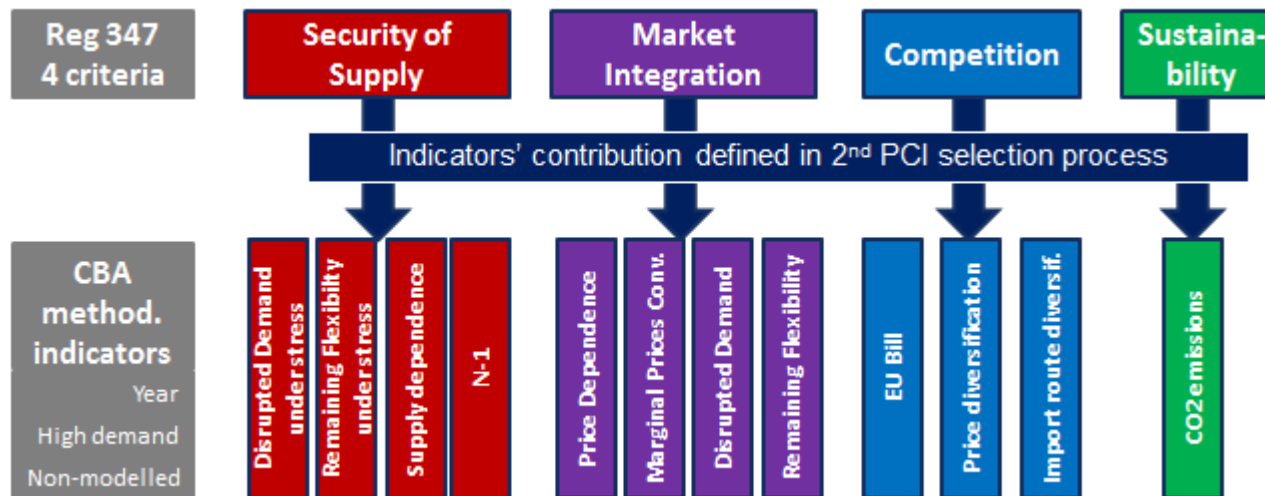 Reg 347
4 criteria
Security of
Supply
Market
Integration
Competition
Sustaina-
bility
Indicators' contribution defined in 2nd PCI selection process
CBA
method.
indicators
Year
High demand
Non-modelled
Disrupted Demand
under stress
Remaining Flexibilty
under stress
Supply dependence
N-1
Price Dependence
Marginal Prices Conv.
Disrupted Demand
Remaining Flexibility
EU Bill
Price diversification
Import route diversif.
CO2 emissions